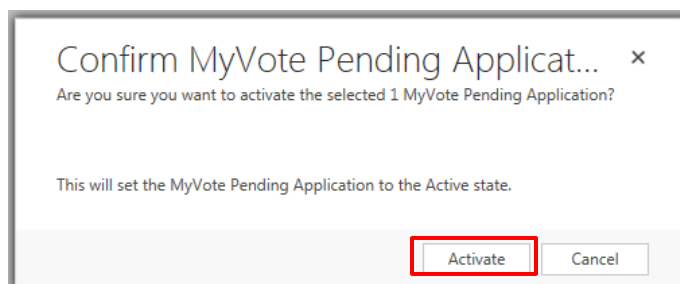 Confirm MyVote Pending Applicat... ×
Are you sure you want to activate the selected 1 MyVote Pending Application?
This will set the MyVote Pending Application to the Active state.
Activate Cancel